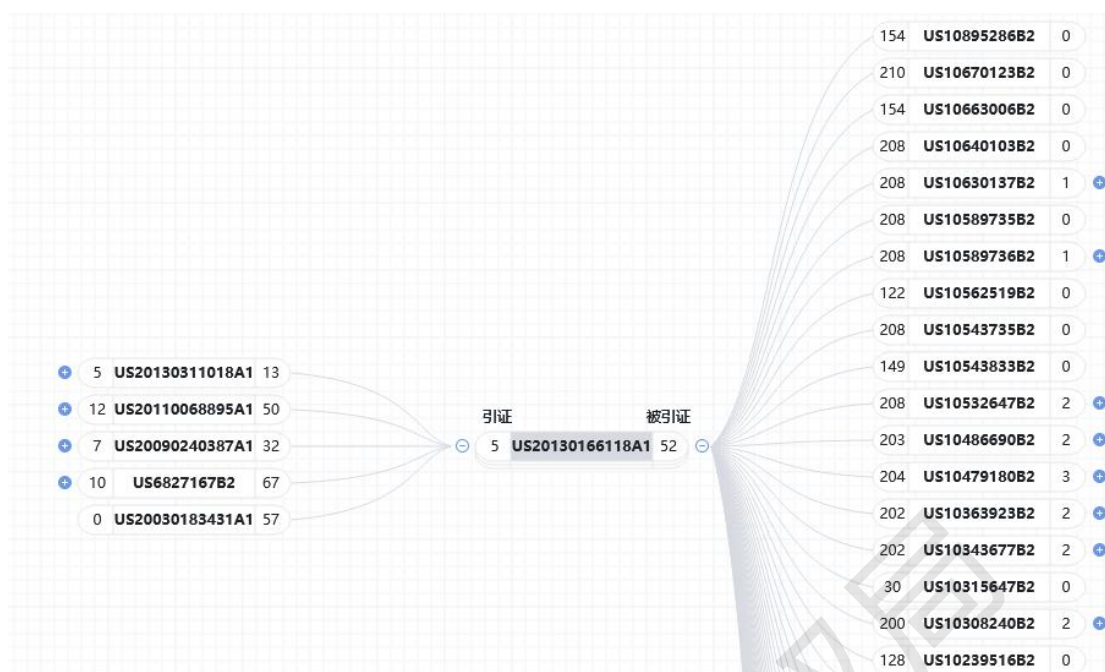 154 US10895286B2 0
210 US10670123B2 0
154 US10663006B2 0
208 US10640103B2 0
208 US10630137B2 1
208 US10589735B2 0
208 US10589736B2 1
122 US10562519B2 0
208 US10543735B2 0
149 US10543833B2 0
208 US10532647B2 2
203 US10486690B2 2
204 US10479180B2 3
202 US10363923B2 2
202 US10343677B2 2
30 US10315647B2 0
200 US10308240B2 2
128 US10239516B2 0
5 US20130311018A1 13
12 US20110068895A1 50
7 US20090240387A1 32
10 US6827167B2 67
0 US20030183431A1 57
引证 被引证
5 US20130166118A1 52
局